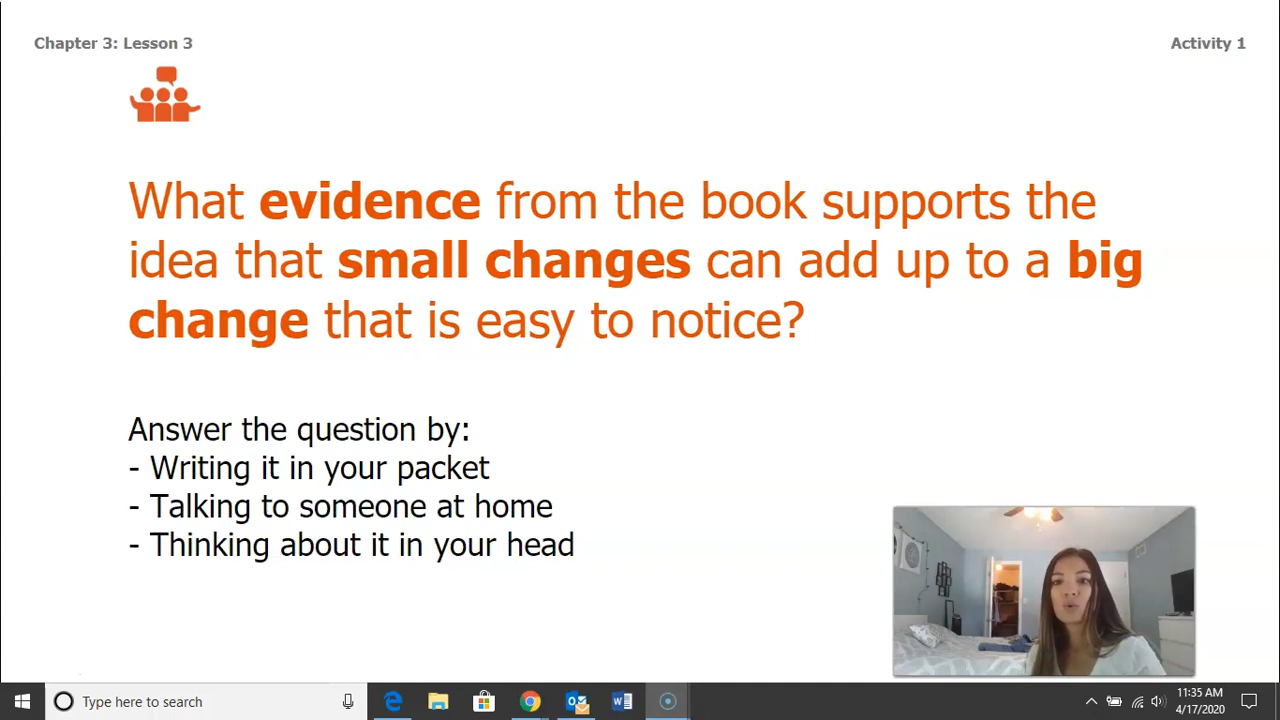 Chapter 3: Lesson 3
Activity 1
What evidence from the book supports the
idea that small changes can add up to a big
change that is easy to notice?
Answer the question by:
- Writing it in your packet
- Talking to someone at home
- Thinking about it in your head
Type here to search
11:35 AM
4/17/2020